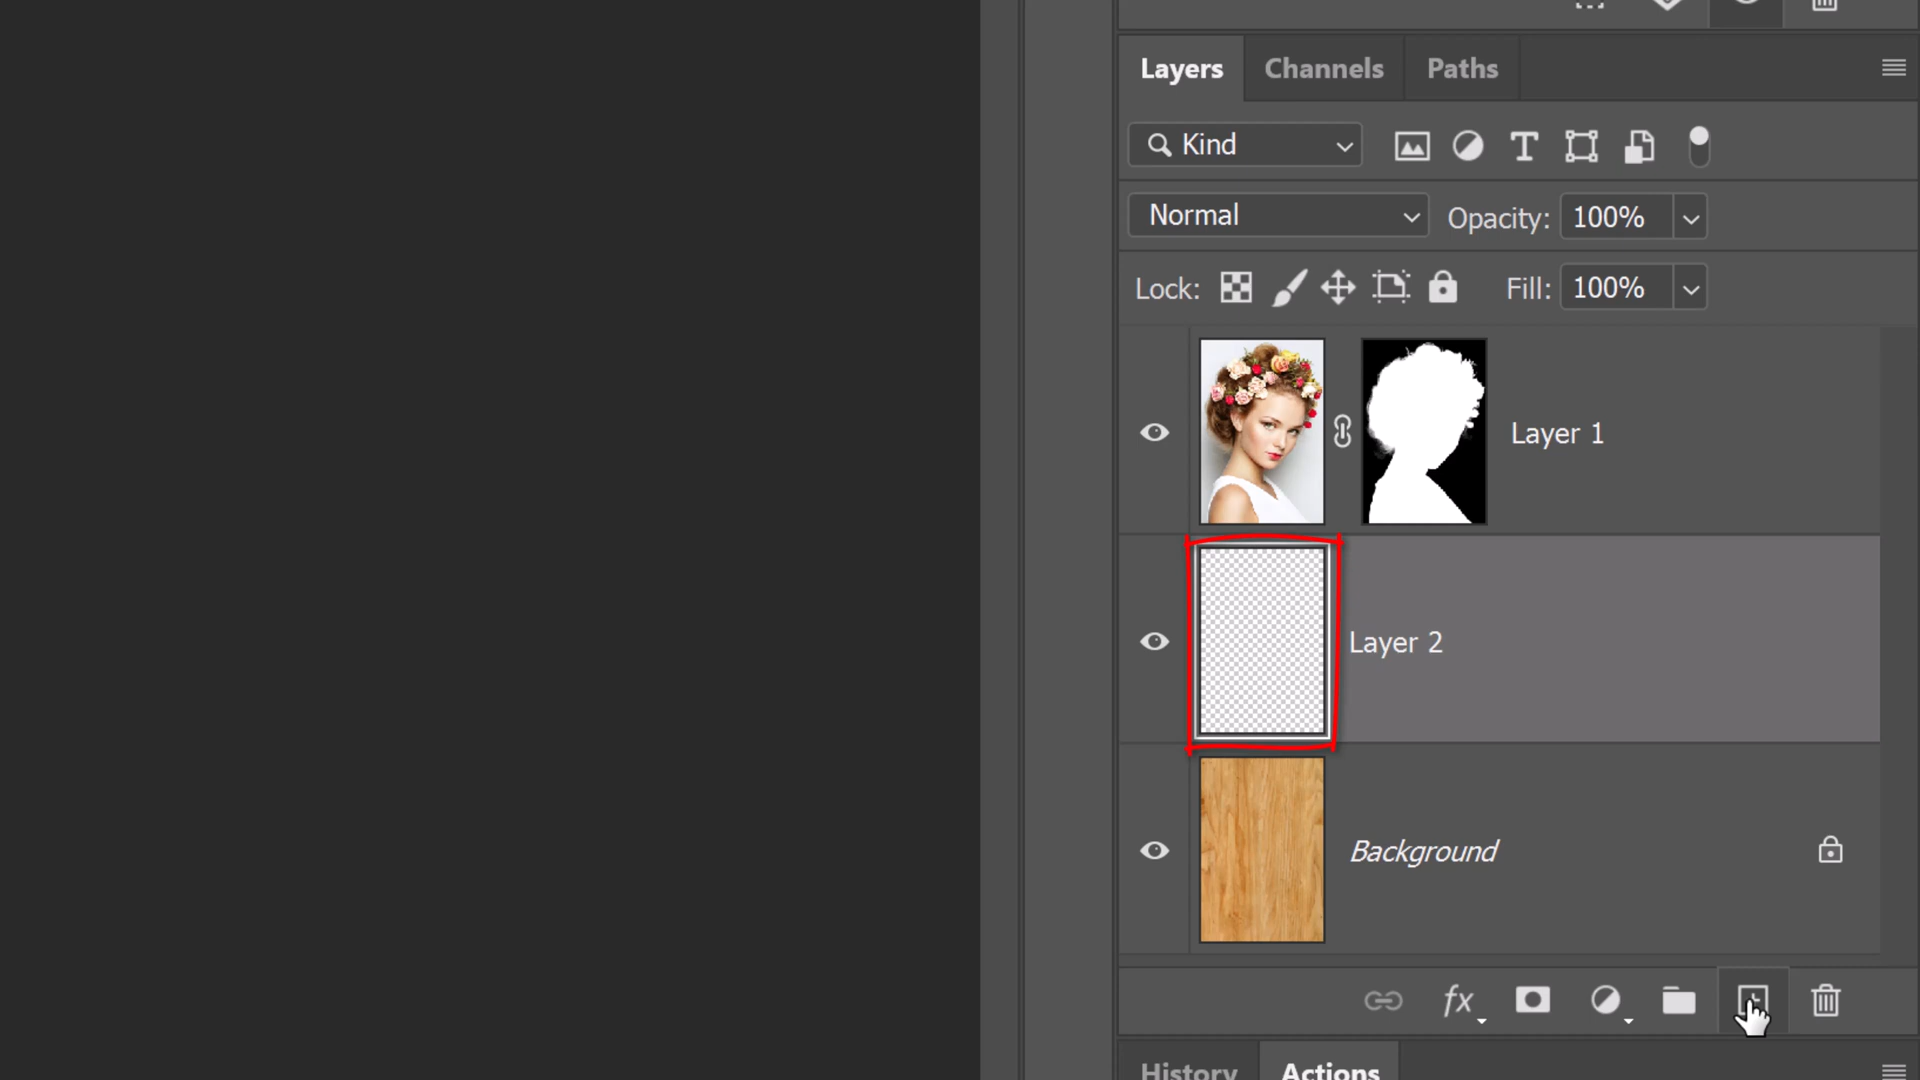 Layers Channels Paths
Kind
Normal Opacity: 100%
Lock: Fill: 100%
Layer 1
Layer 2
Background
fx
History Actions